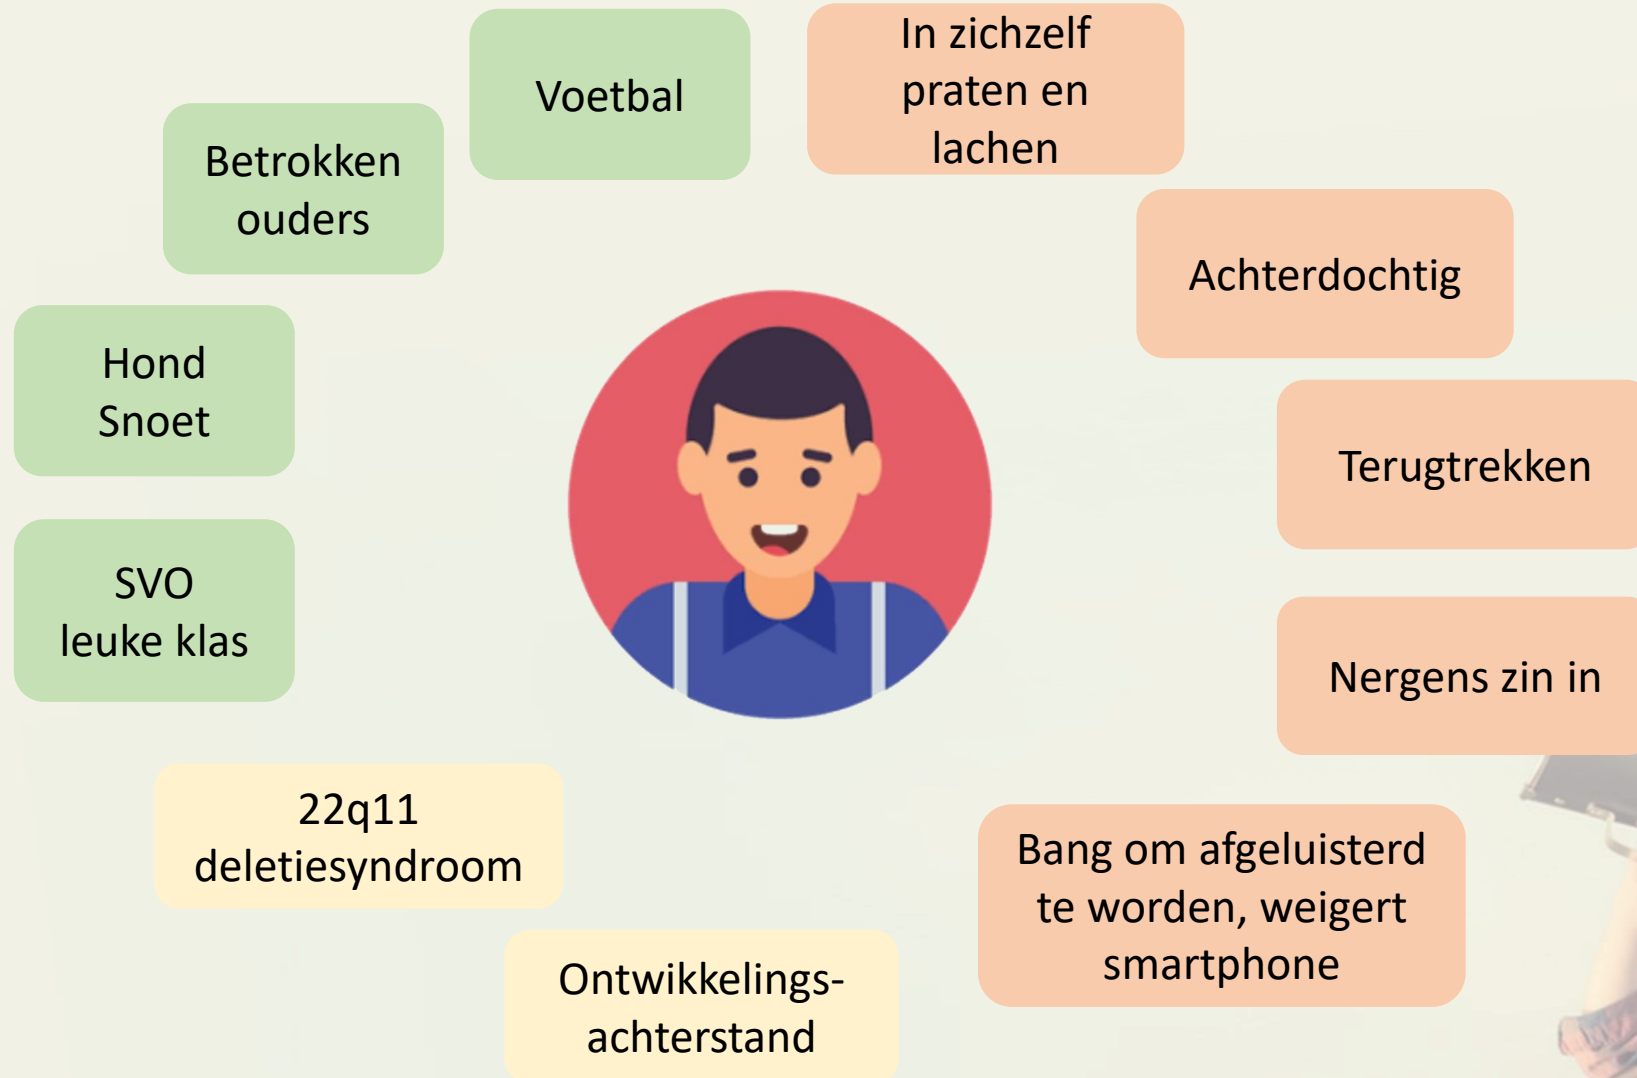 Voetbal
In zichzelf
praten en
lachen
Betrokken
ouders
Achterdochtig
Hond
Snoet
Terugtrekken
SVO
leuke klas
Nergens zin in
22q11
deletiesyndroom
Bang om afgeluisterd
te worden, weigert
smartphone
Ontwikkelings-
achterstand